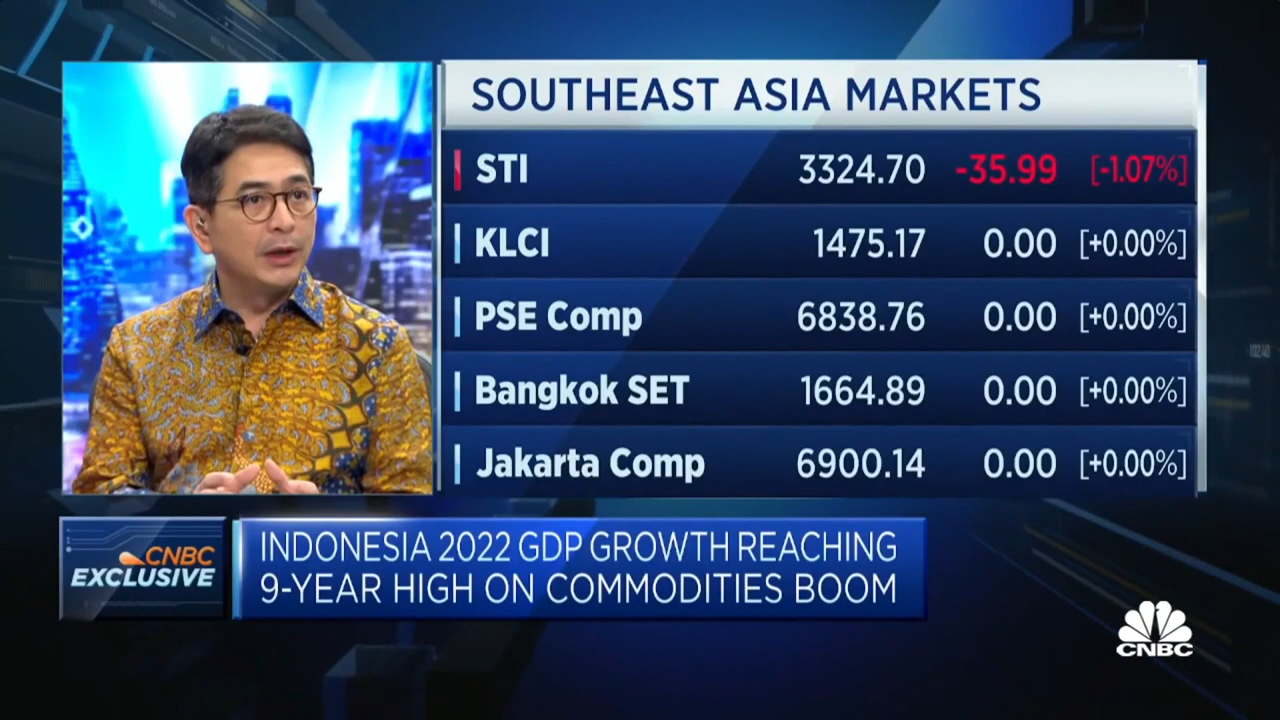 SOUTHEAST ASIA MARKETS
STI 3324.70 -35.99 [-1.07%]
KLCI 1475.17 0.00 [+0.00%]
PSE Comp 6838.76 0.00 [+0.00%]
Bangkok SET 1664.89 0.00 [+0.00%]
Jakarta Comp 6900.14 0.00 [+0.00%]
CNBC
EXCLUSIVE
INDONESIA 2022 GDP GROWTH REACHING
9-YEAR HIGH ON COMMODITIES BOOM
CNBC